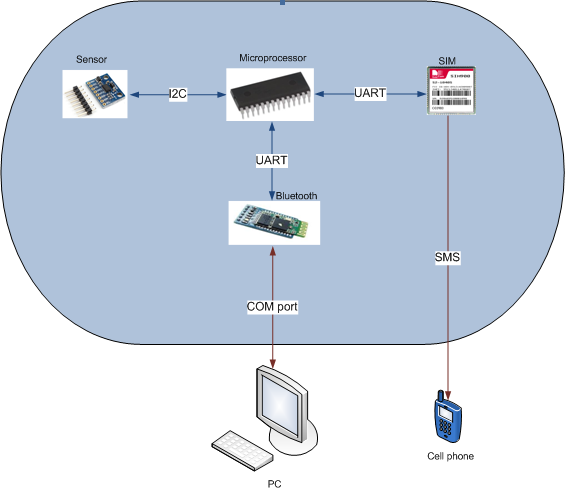 Sensor
Microprocessor
SIM
I2C
UART
UART
Bluetooth
SMS
COM port
Cell phone
PC